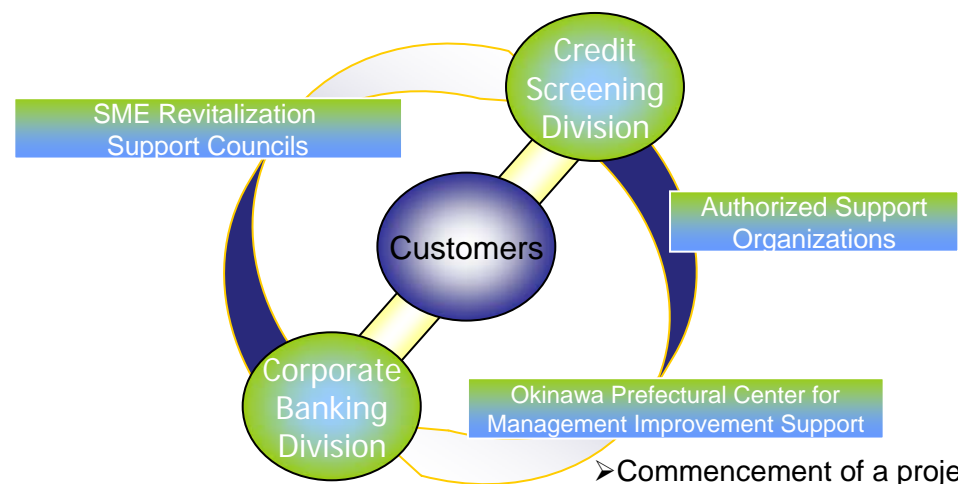 Credit
Screening
Division
SME Revitalization
Support Councils
Authorized Support
Organizations
Customers
Corporate
Banking
Division
Okinawa Prefectural Center for
Management Improvement Support
➢Commencement of a proje